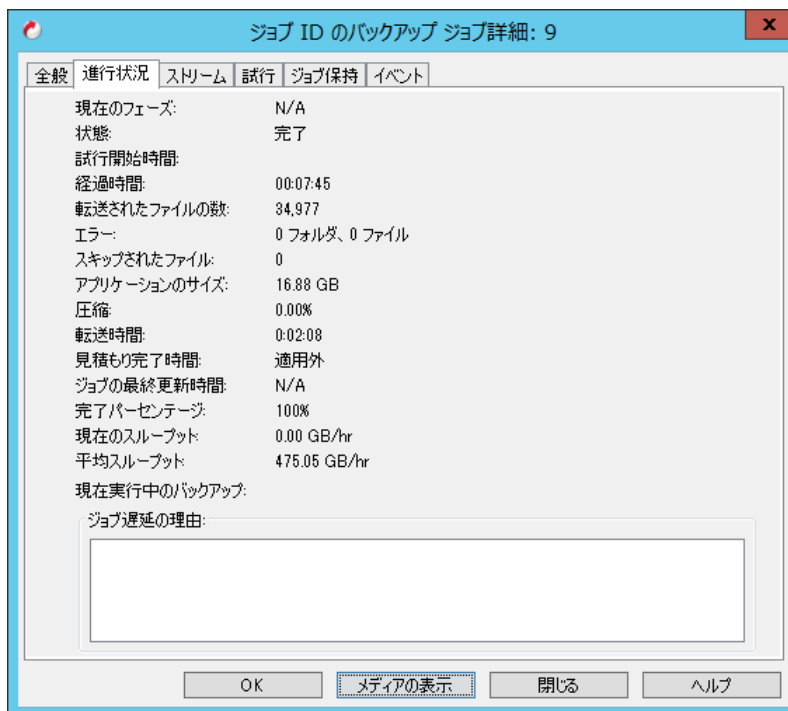 ジョブ ID のバックアップ ジョブ詳細: 9
x
全般 進行状況 ストリーム 試行 ジョブ保持 イベント
現在のフェーズ: N/A
状態: 完了
試行開始時間:
経過時間: 00:07:45
転送されたファイルの数: 34,977
エラー: 0 フォルダ、0 ファイル
スキップされたファイル: 0
アプリケーションのサイズ: 16.88 GB
圧縮: 0.00%
転送時間: 0:02:08
見積もり完了時間: 適用外
ジョブの最終更新時間: N/A
完了パーセンテージ: 100%
現在のスループット: 0.00 GB/hr
平均スループット: 475.05 GB/hr
現在実行中のバックアップ:
ジョブ遅延の理由:
OK メディアの表示 閉じる ヘルプ